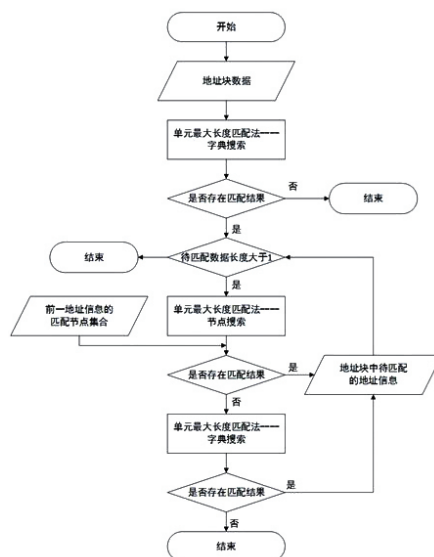 开始
地址块数据
单元最大长度匹配法----
字典搜索
是否存在匹配结果
否
结束
是
结束
待匹配数据长度大于1
是
前一地址信息的
匹配节点集合
单元最大长度匹配法----
节点搜索
是否存在匹配结果
是
地址块中待匹配
的地址信息
否
单元最大长度匹配法----
字典搜索
是否存在匹配结果
是
否
结束